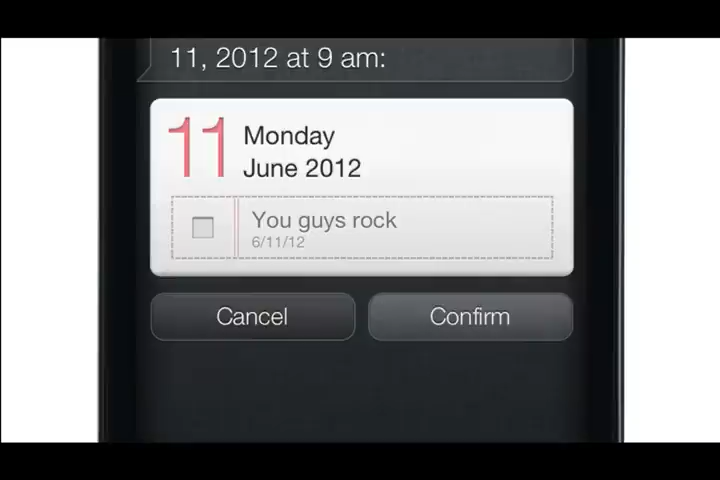 11, 2012 at 9 am:
11
Monday
June 2012
You guys rock
6/11/12
Cancel
Confirm